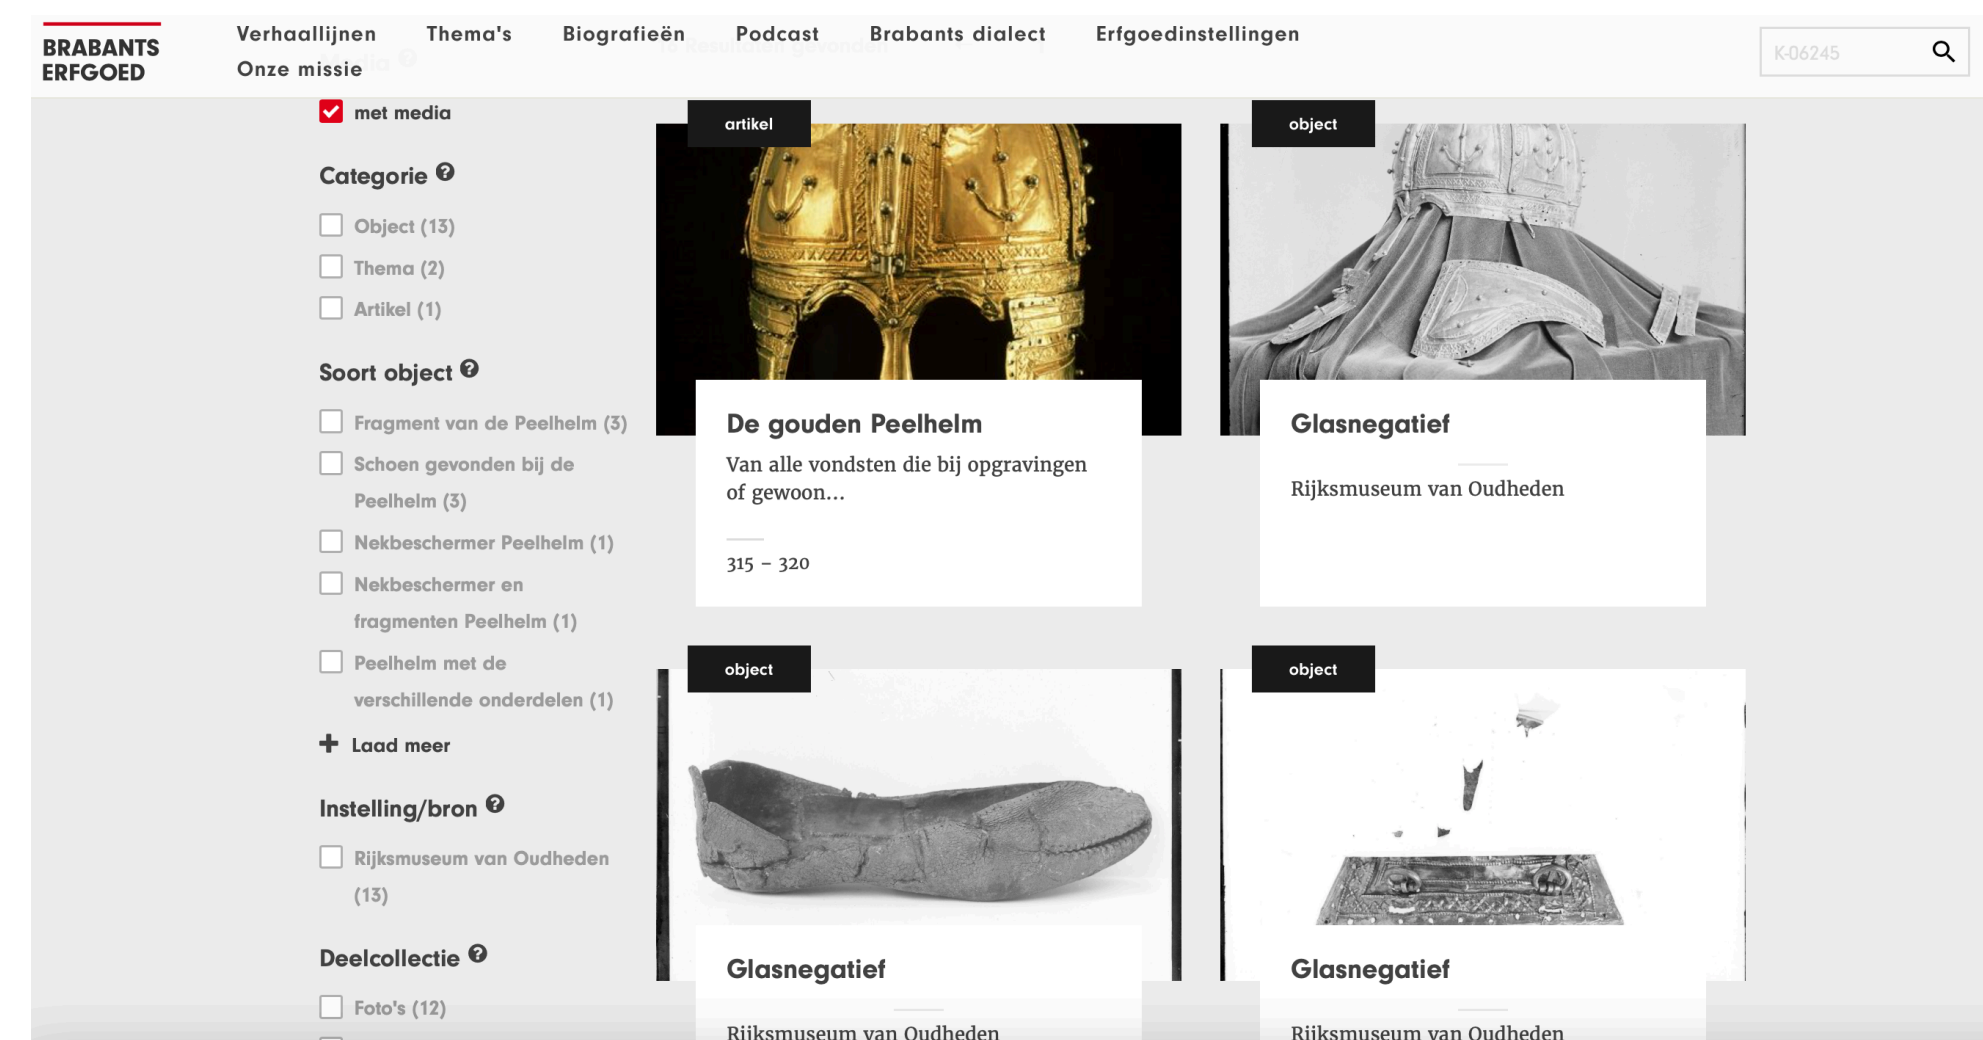 BRABANTS
ERFGOED
Verhaallijnen Thema's Biografieën Podcast Brabants dialect Erfgoedinstellingen
Onze missie
K-06245
Media
16 Resultaten gevonden
met media
Categorie
Object (13)
Thema (2)
Artikel (1)
Soort object
Fragment van de Peelhelm (3)
Schoen gevonden bij de
Peelhelm (3)
Nekbeschermer Peelhelm (1)
Nekbeschermer en
fragmenten Peelhelm (1)
Peelhelm met de
verschillende onderdelen (1)
Laad meer
Instelling/bron
Rijksmuseum van Oudheden
(13)
Deelcollectie
Foto's (12)
artikel
De gouden Peelhelm
Van alle vondsten die bij opgravingen
of gewoon...
315 – 320
object
Glasnegatief
Rijksmuseum van Oudheden
object
Glasnegatief
Rijksmuseum van Oudheden
object
Glasnegatief
Rijksmuseum van Oudheden